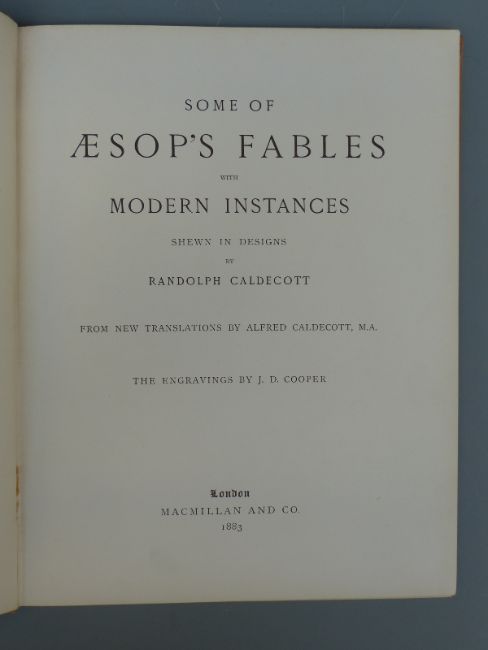 SOME OF
ÆSOP'S FABLES
WITH
MODERN INSTANCES
SHEWN IN DESIGNS
BY
RANDOLPH CALDECOTT
FROM NEW TRANSLATIONS BY ALFRED CALDECOTT, M.A.
THE ENGRAVINGS BY J. D. COOPER
London
MACMILLAN AND CO.
1883